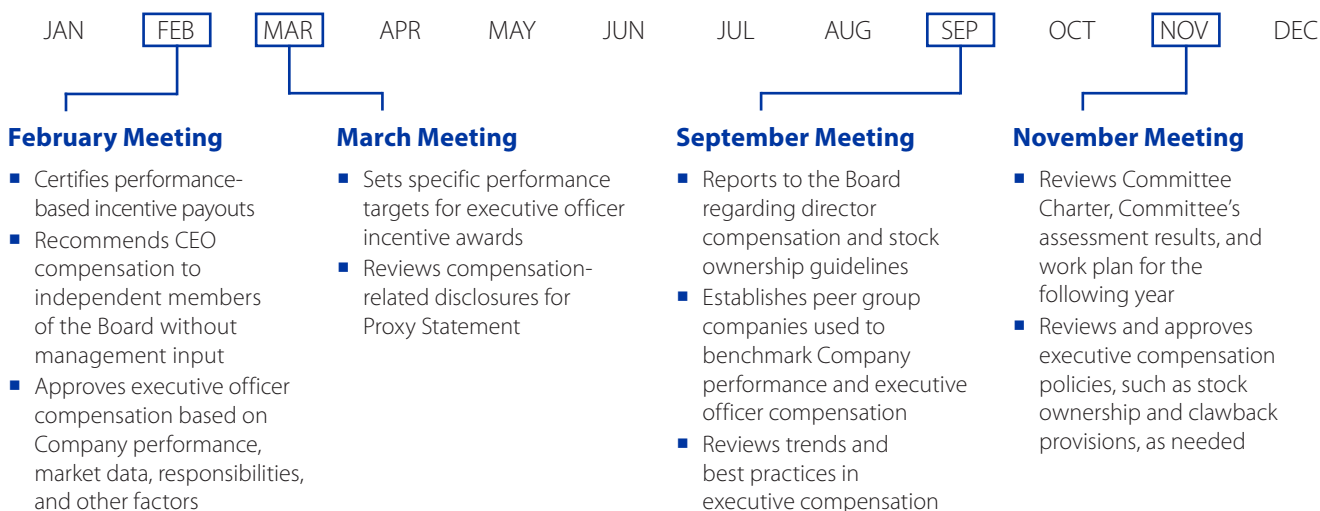 JAN FEB MAR APR MAY JUN JUL AUG SEP OCT NOV DEC
February Meeting
■ Certifies performance-
based incentive payouts
■ Recommends CEO
compensation to
independent members
of the Board without
management input
■ Approves executive officer
compensation based on
Company performance,
market data, responsibilities,
and other factors
March Meeting
■ Sets specific performance
targets for executive officer
incentive awards
■ Reviews compensation-
related disclosures for
Proxy Statement
September Meeting
■ Reports to the Board
regarding director
compensation and stock
ownership guidelines
■ Establishes peer group
companies used to
benchmark Company
performance and executive
officer compensation
■ Reviews trends and
best practices in
executive compensation
November Meeting
■ Reviews Committee
Charter, Committee’s
assessment results, and
work plan for the
following year
■ Reviews and approves
executive compensation
policies, such as stock
ownership and clawback
provisions, as needed